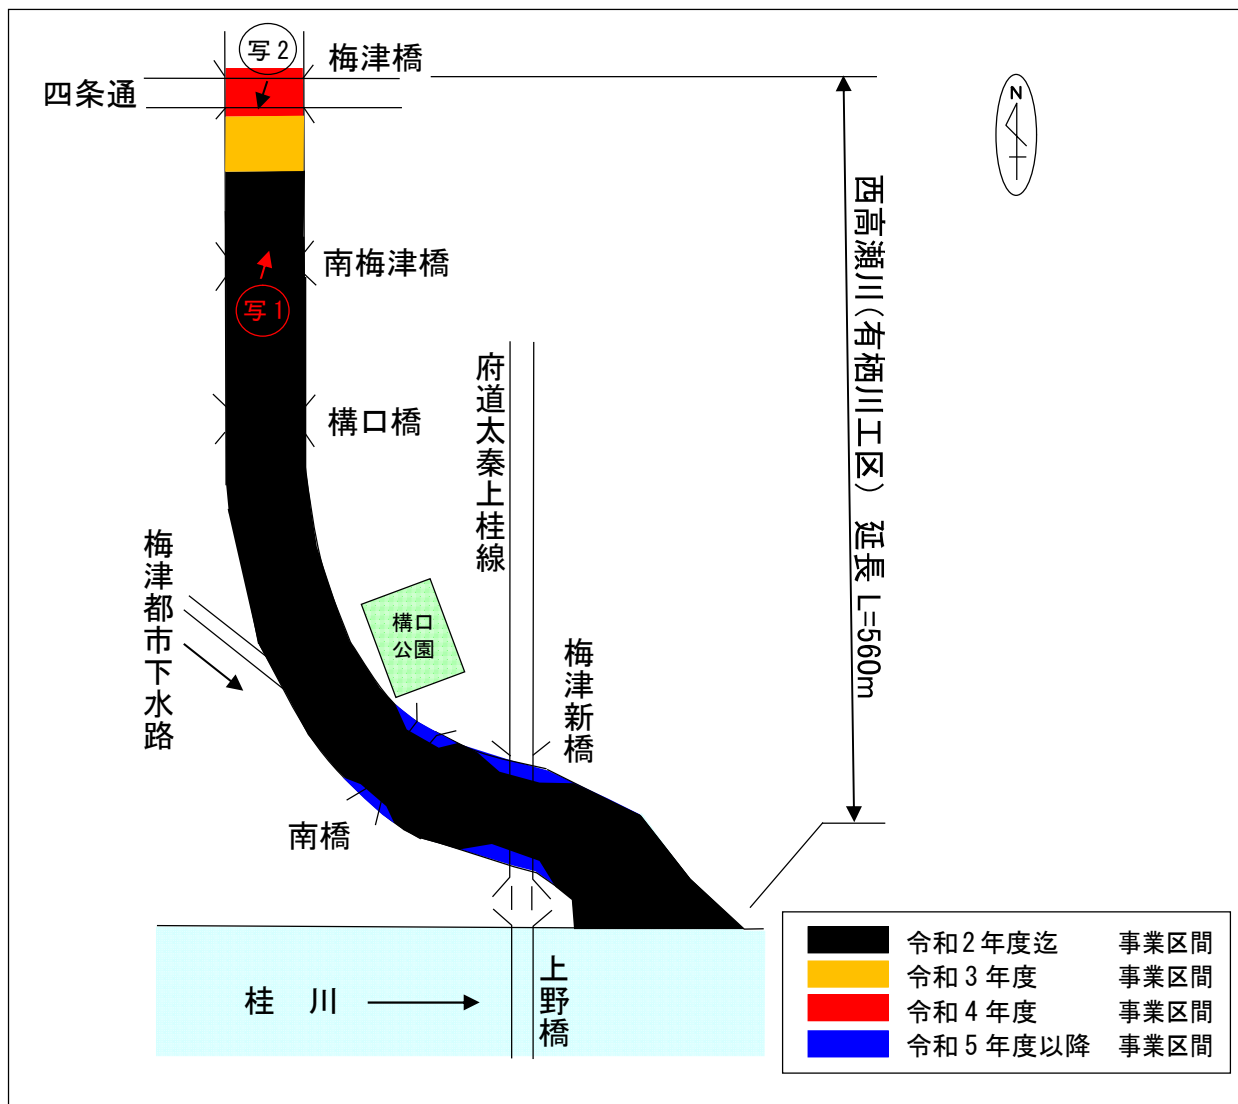 写2
梅津橋
四条通
N
西高瀬川(有栖川工区) 延長 L=560m
南梅津橋
写1
府道太秦上桂線
構口橋
梅津都市下水路
構口
公園
梅津新橋
南橋
桂 川
上野橋
令和2年度迄 事業区間
令和3年度 事業区間
令和4年度 事業区間
令和5年度以降 事業区間